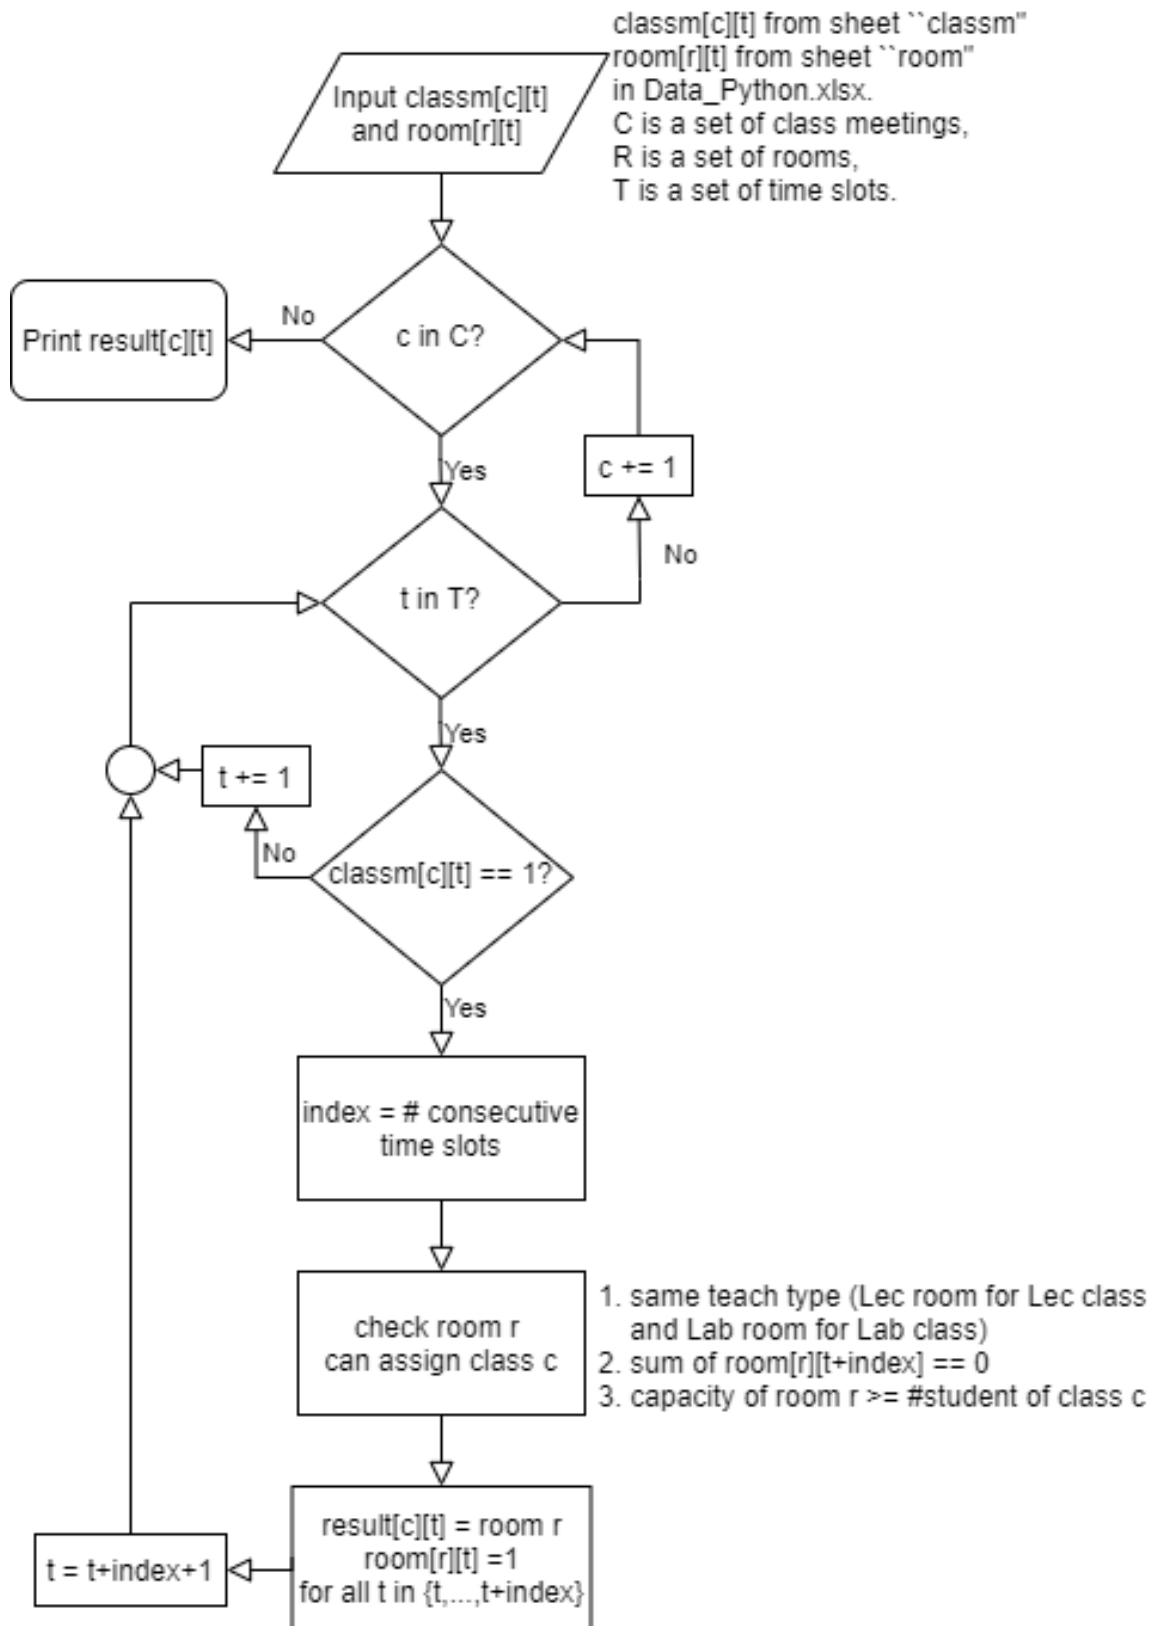 classm[c][t] from sheet ``classm"
room[r][t] from sheet ``room"
in Data_Python.xlsx.
C is a set of class meetings,
R is a set of rooms,
T is a set of time slots.
Input classm[c][t]
and room[r][t]
c in C?
No
Print result[c][t]
Yes
c += 1
No
t in T?
Yes
t += 1
No
classm[c][t] == 1?
Yes
index = # consecutive
time slots
check room r
can assign class c
1. same teach type (Lec room for Lec class
and Lab room for Lab class)
2. sum of room[r][t+index] == 0
3. capacity of room r >= #student of class c
result[c][t] = room r
room[r][t] =1
for all t in {t,...,t+index}
t = t+index+1